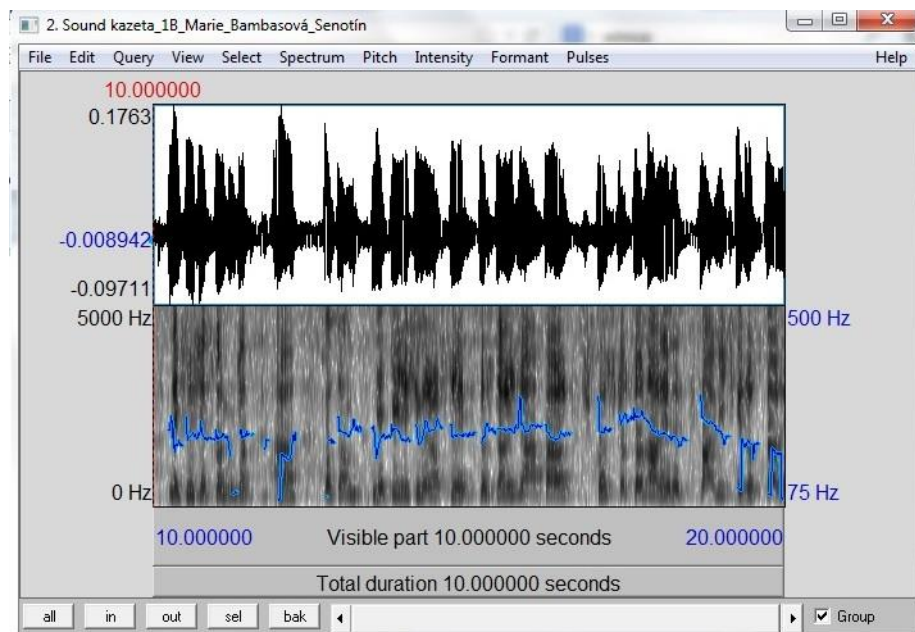 2. Sound kazeta_1B_Marie_Bambasová_Senotín
File Edit Query View Select Spectrum Pitch Intensity Formant Pulses Help
10.000000
0.1763
-0.008942
-0.09711
5000 Hz 500 Hz
0 Hz 75 Hz
10.000000 Visible part 10.000000 seconds 20.000000
Total duration 10.000000 seconds
all in out sel bak Group